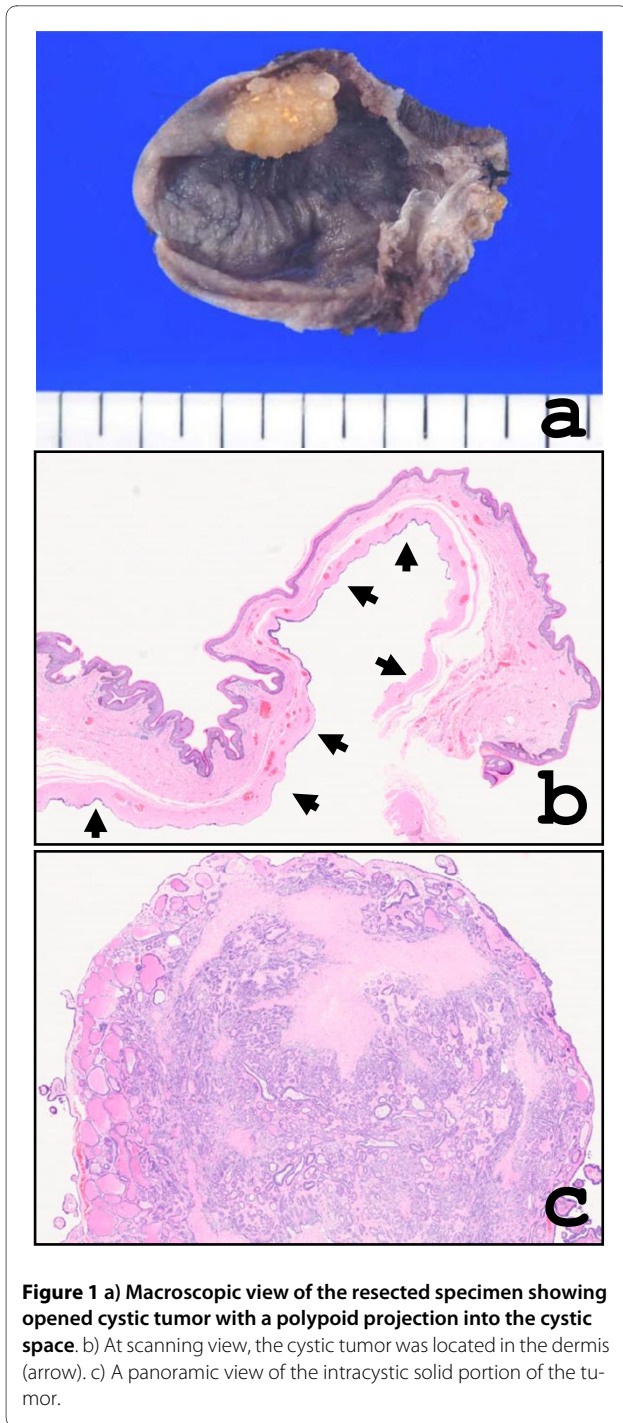 a
b
c
Figure 1 a) Macroscopic view of the resected specimen showing
opened cystic tumor with a polypoid projection into the cystic
space. b) At scanning view, the cystic tumor was located in the dermis
(arrow). c) A panoramic view of the intracystic solid portion of the tu-
mor.